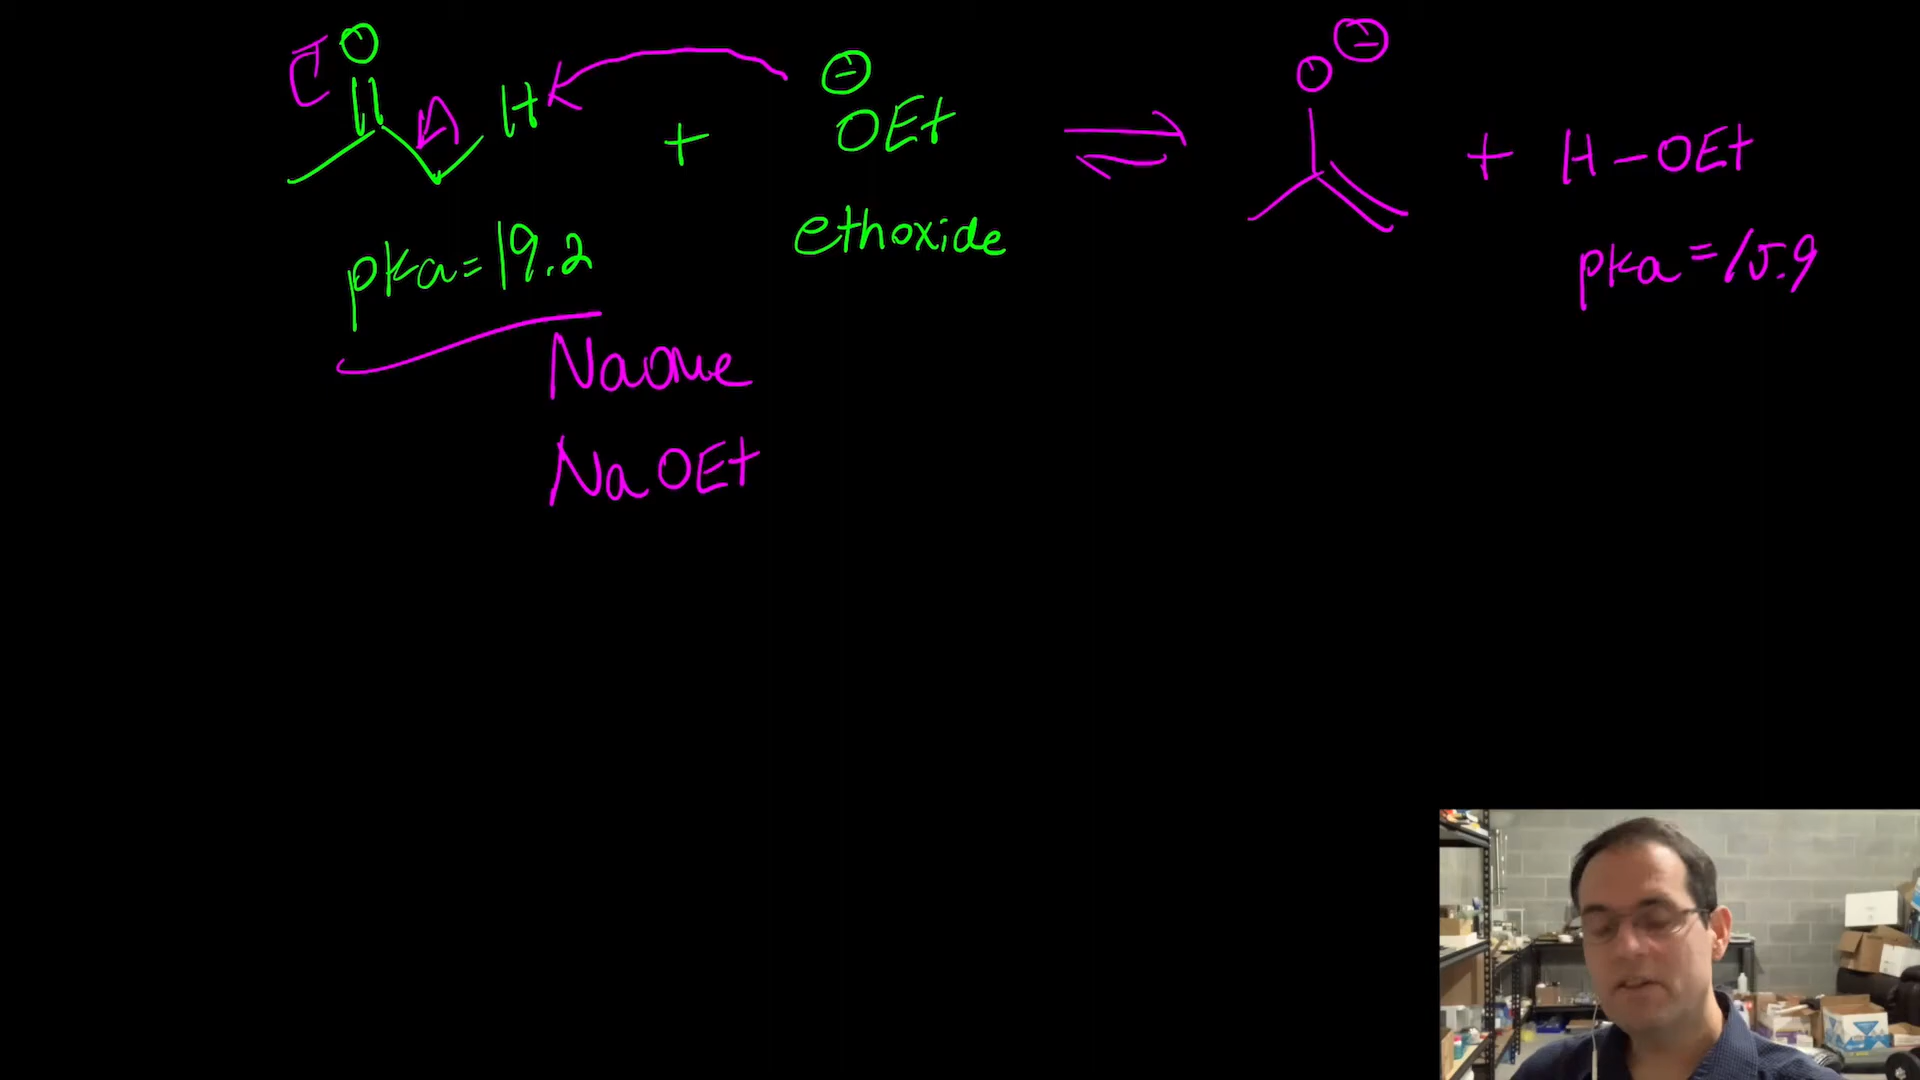 O H + ⊖ OEt ⇌ O ⊖ + H-OEt
pka=19.2 ethoxide pka=15.9
NaOMe
NaOEt